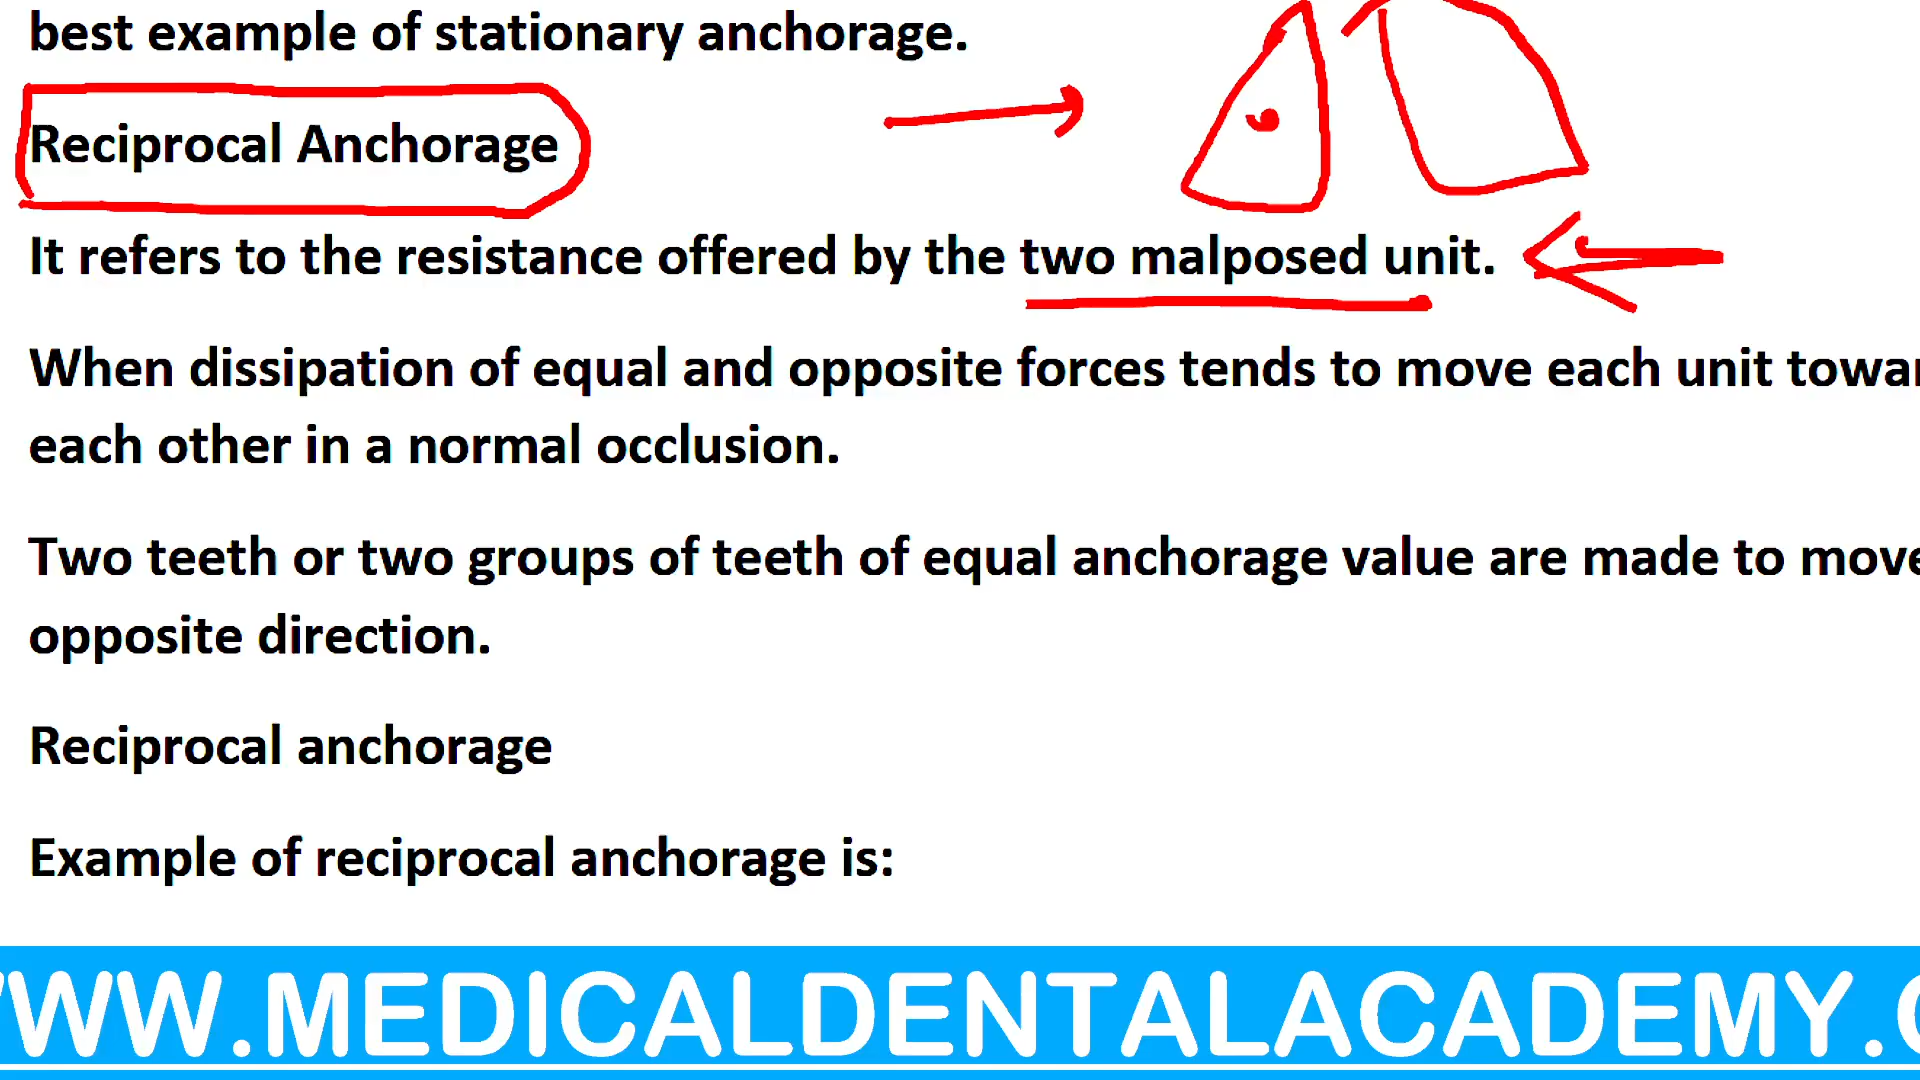 best example of stationary anchorage.
Reciprocal Anchorage
It refers to the resistance offered by the two malposed unit.
When dissipation of equal and opposite forces tends to move each unit towar
each other in a normal occlusion.
Two teeth or two groups of teeth of equal anchorage value are made to move
opposite direction.
Reciprocal anchorage
Example of reciprocal anchorage is:
WWW.MEDICALDENTALACADEMY.C